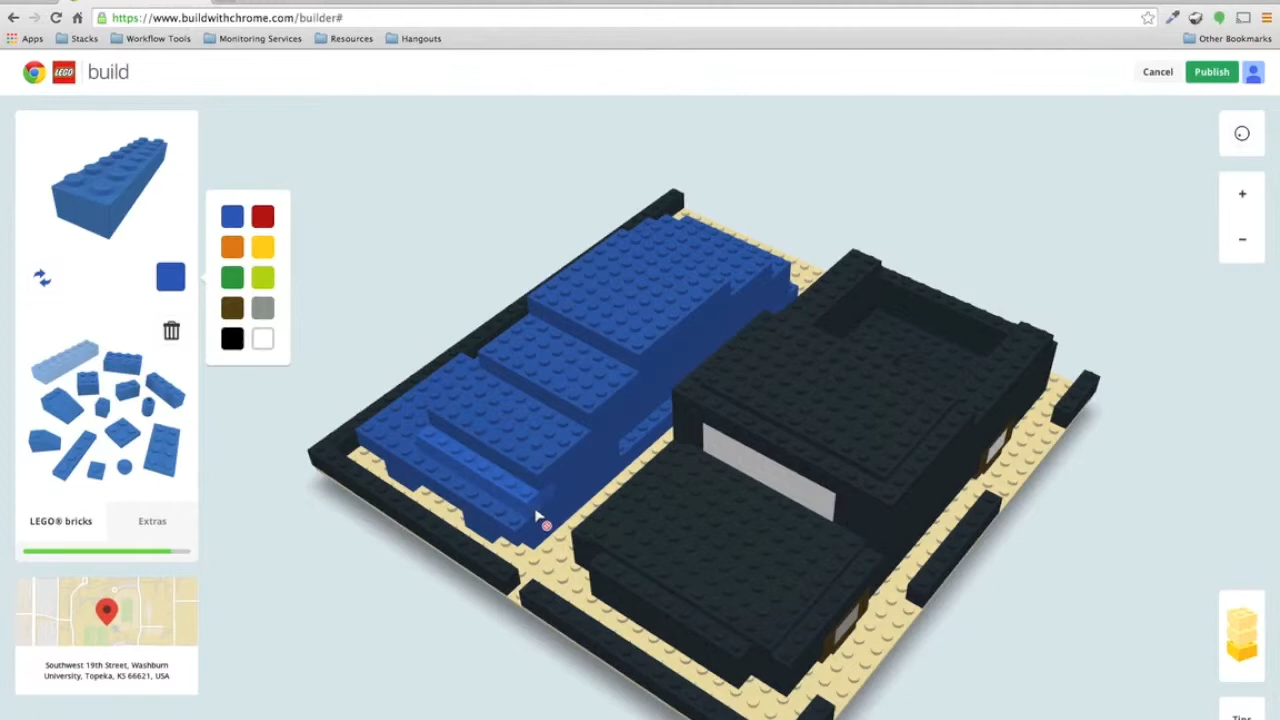 https://www.buildwithchrome.com/builder#
Apps Stacks Workflow Tools Monitoring Services Resources Hangouts Other Bookmarks
LEGO build Cancel Publish
+
−
LEGO® bricks Extras
Southwest 19th Street, Washburn
University, Topeka, KS 66621, USA